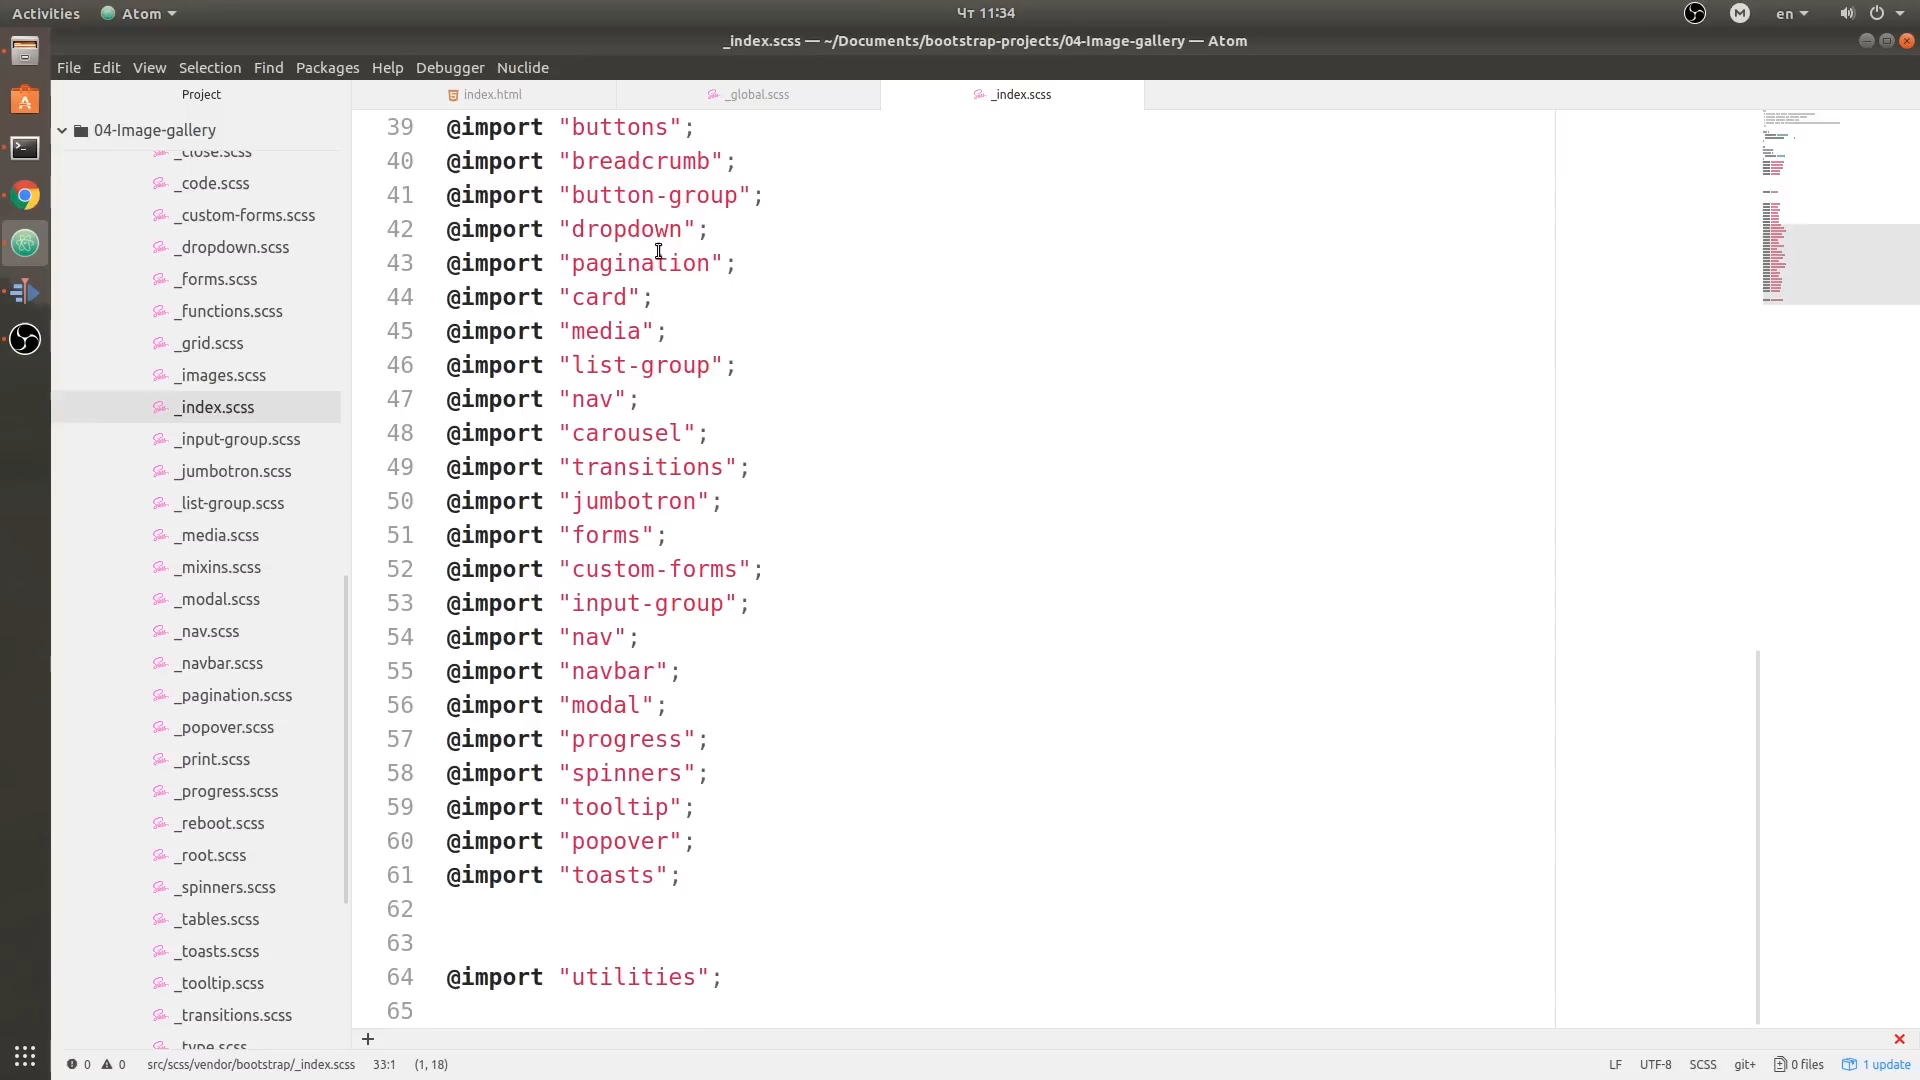 Activities
Atom
Чт 11:34
M
en
_index.scss — ~/Documents/bootstrap-projects/04-Image-gallery — Atom
File Edit View Selection Find Packages Help Debugger Nuclide
Project
index.html
_global.scss
_index.scss
04-Image-gallery
_close.scss
_code.scss
_custom-forms.scss
_dropdown.scss
_forms.scss
_functions.scss
_grid.scss
_images.scss
_index.scss
_input-group.scss
_jumbotron.scss
_list-group.scss
_media.scss
_mixins.scss
_modal.scss
_nav.scss
_navbar.scss
_pagination.scss
_popover.scss
_print.scss
_progress.scss
_reboot.scss
_root.scss
_spinners.scss
_tables.scss
_toasts.scss
_tooltip.scss
_transitions.scss
_type.scss
39 @import "buttons";
40 @import "breadcrumb";
41 @import "button-group";
42 @import "dropdown";
43 @import "pagination";
44 @import "card";
45 @import "media";
46 @import "list-group";
47 @import "nav";
48 @import "carousel";
49 @import "transitions";
50 @import "jumbotron";
51 @import "forms";
52 @import "custom-forms";
53 @import "input-group";
54 @import "nav";
55 @import "navbar";
56 @import "modal";
57 @import "progress";
58 @import "spinners";
59 @import "tooltip";
60 @import "popover";
61 @import "toasts";
62
63
64 @import "utilities";
65
0 0 src/scss/vendor/bootstrap/_index.scss 33:1 (1, 18)
LF UTF-8 SCSS git+ 0 files 1 update